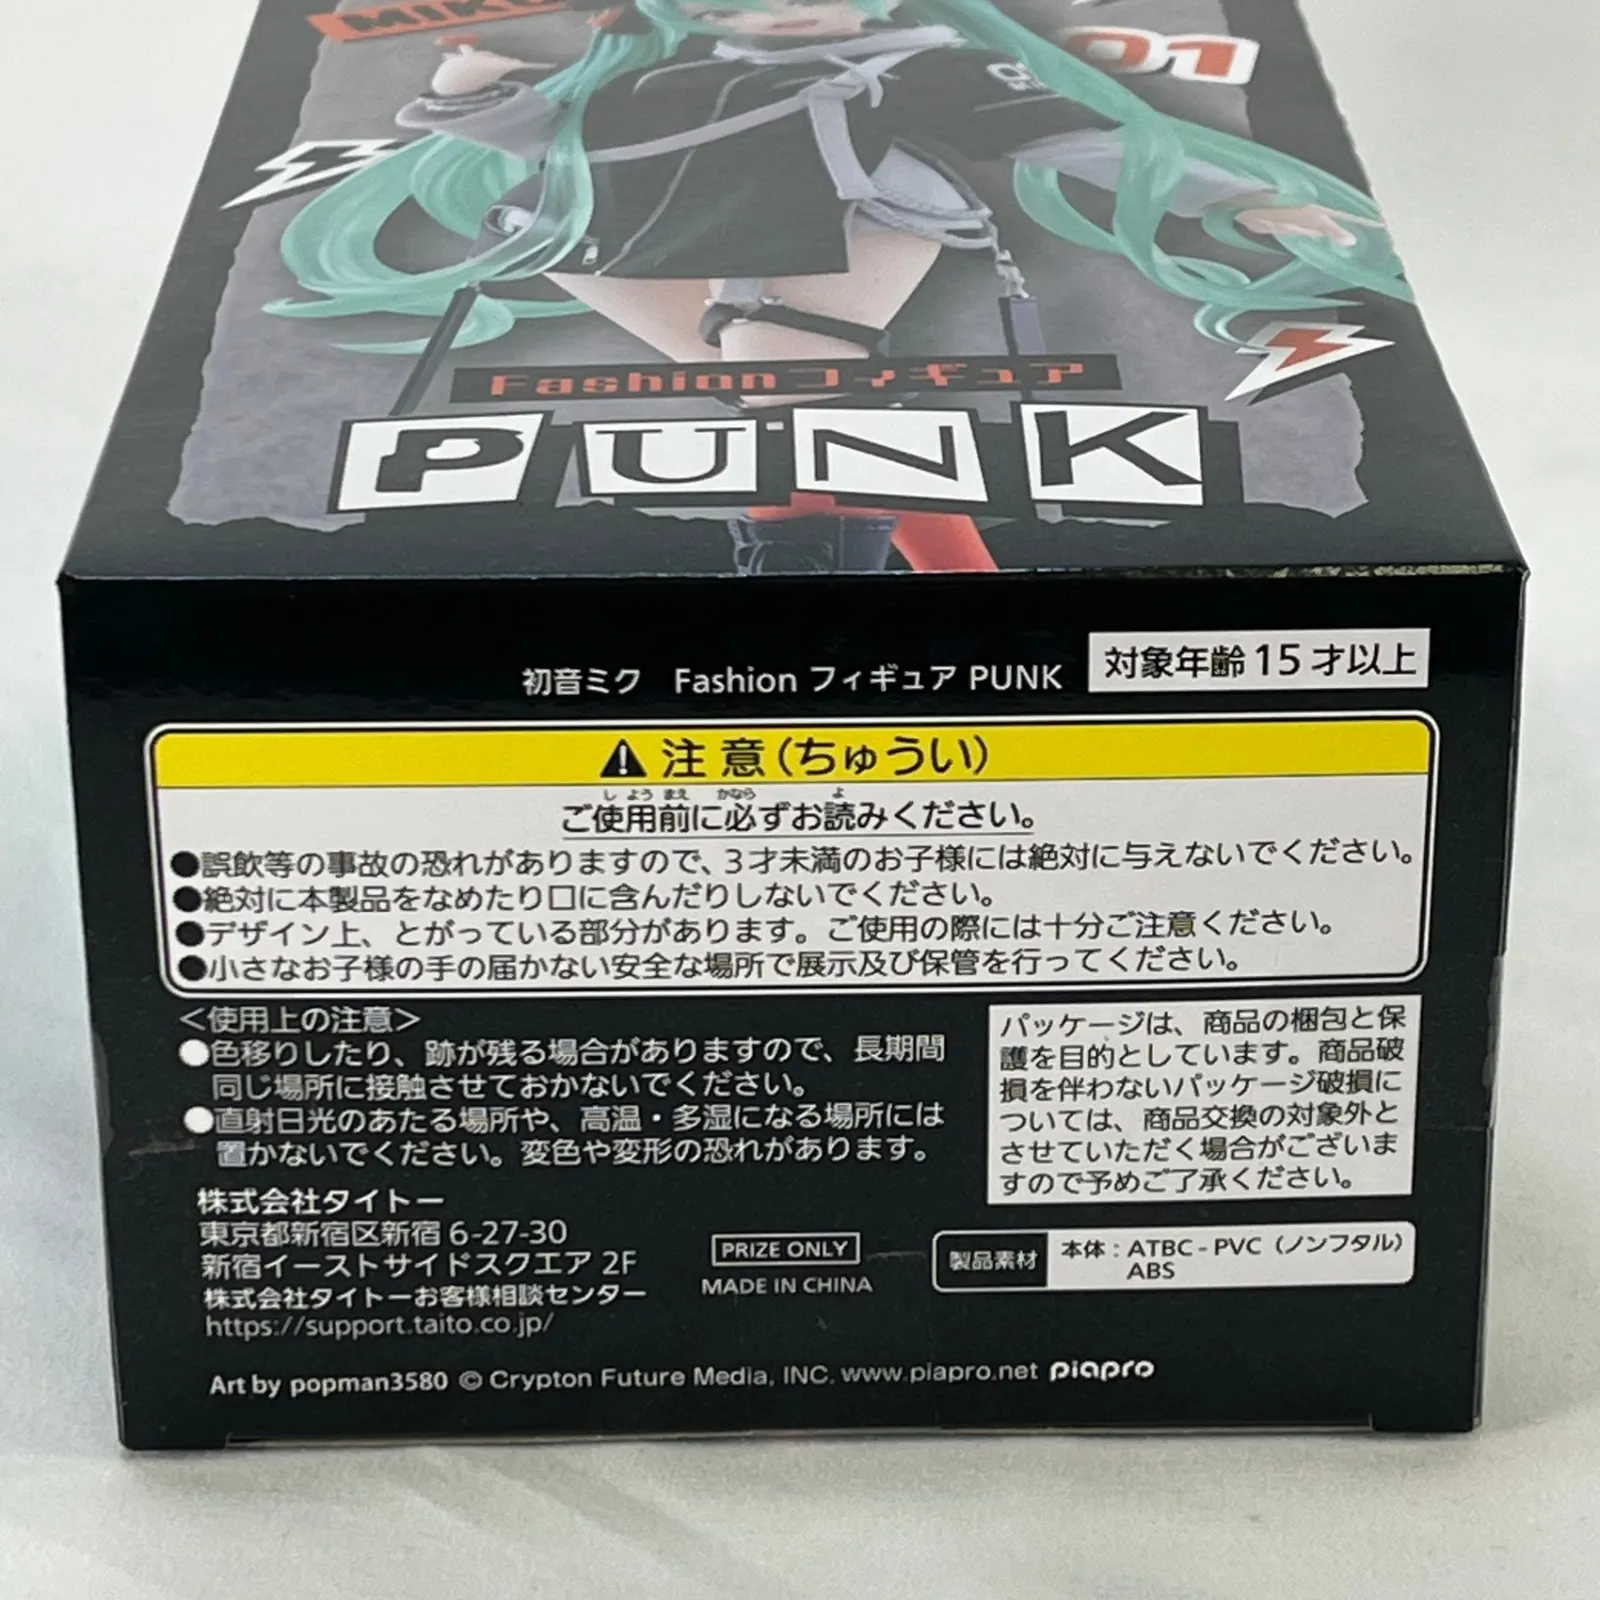 MIKU
01
Fashionフィギュア
PUNK
初音ミク Fashion フィギュア PUNK
対象年齢15才以上
注意(ちゅうい)
ご使用前に必ずお読みください。
●誤飲等の事故の恐れがありますので、3才未満のお子様には絶対に与えないでください。
●絶対に本製品をなめたり口に含んだりしないでください。
●デザイン上、とがっている部分があります。ご使用の際には十分ご注意ください。
●小さなお子様の手の届かない安全な場所で展示及び保管を行ってください。
＜使用上の注意＞
●色移りしたり、跡が残る場合がありますので、長期間
同じ場所に接触させておかないでください。
●直射日光のあたる場所や、高温・多湿になる場所には
置かないでください。変色や変形の恐れがあります。
パッケージは、商品の梱包と保
護を目的としています。商品破
損を伴わないパッケージ破損に
ついては、商品交換の対象外と
させていただく場合がございま
すので予めご了承ください。
株式会社タイトー
東京都新宿区新宿 6-27-30
新宿イーストサイドスクエア 2F
株式会社タイトーお客様相談センター
https://support.taito.co.jp/
PRIZE ONLY
MADE IN CHINA
製品素材
本体：ATBC - PVC（ノンフタル）
ABS
Art by popman3580 © Crypton Future Media, INC. www.piapro.net piapro